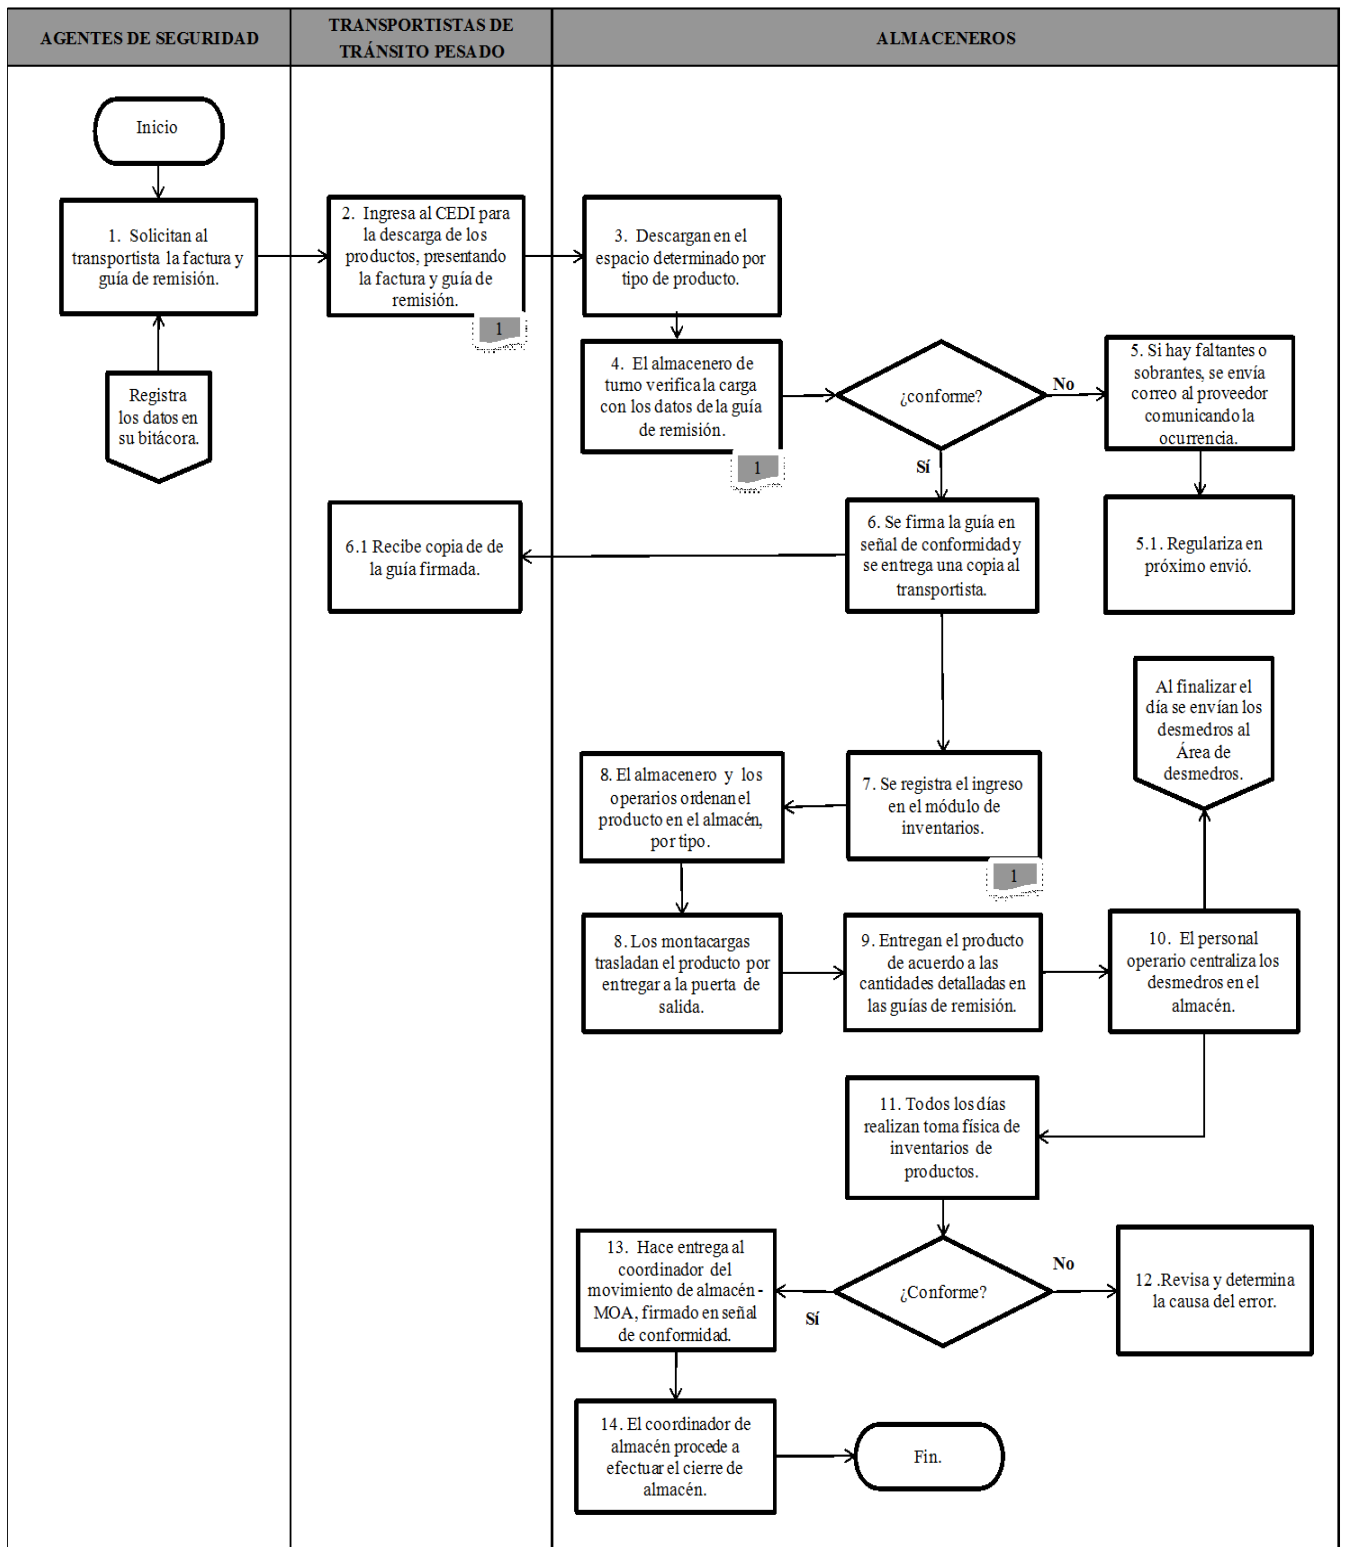 AGENTES DE SEGURIDAD
TRANSPORTISTAS DE
TRÁNSITO PESADO
ALMACENEROS
Inicio
1. Solicitan al
transportista la factura y
guía de remisión.
2. Ingresa al CEDI para
la descarga de los
productos, presentando
la factura y guía de
remisión.
1
3. Descargan en el
espacio determinado por
tipo de producto.
Registra
los datos en
su bitácora.
4. El almacenero de
turno verifica la carga
con los datos de la guía
de remisión.
1
¿conforme?
No
Sí
5. Si hay faltantes o
sobrantes, se envía
correo al proveedor
comunicando la
ocurrencia.
6.1 Recibe copia de de
la guía firmada.
6. Se firma la guía en
señal de conformidad y
se entrega una copia al
transportista.
5.1. Regulariza en
próximo envió.
Al finalizar el
día se envían los
desmedros al
Área de
desmedros.
8. El almacenero y los
operarios ordenan el
producto en el almacén,
por tipo.
7. Se registra el ingreso
en el módulo de
inventarios.
1
8. Los montacargas
trasladan el producto por
entregar a la puerta de
salida.
9. Entregan el producto
de acuerdo a las
cantidades detalladas en
las guías de remisión.
10. El personal
operario centraliza los
desmedros en el
almacén.
11. Todos los días
realizan toma física de
inventarios de
productos.
13. Hace entrega al
coordinador del
movimiento de almacén -
MOA, firmado en señal
de conformidad.
Sí
¿Conforme?
No
12 .Revisa y determina
la causa del error.
14. El coordinador de
almacén procede a
efectuar el cierre de
almacén.
Fin.